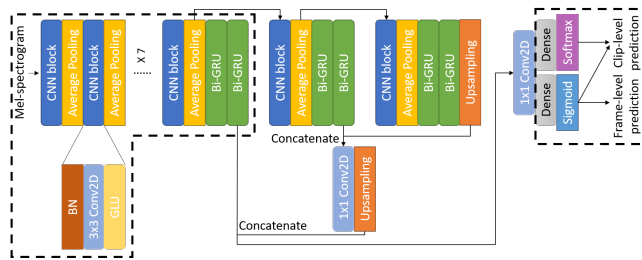 Mel-spectrogram
CNN block
Average Pooling
CNN block
Average Pooling
X 7
CNN block
Average Pooling
Bi-GRU
Bi-GRU
CNN block
Average Pooling
Bi-GRU
Bi-GRU
CNN block
Average Pooling
Bi-GRU
Bi-GRU
Upsampling
1x1 Conv2D
Dense
Softmax
Dense
Sigmoid
Clip-level
prediction
Frame-level
prediction
Concatenate
1x1 Conv2D
Upsampling
Concatenate
BN
3x3 Conv2D
GLU